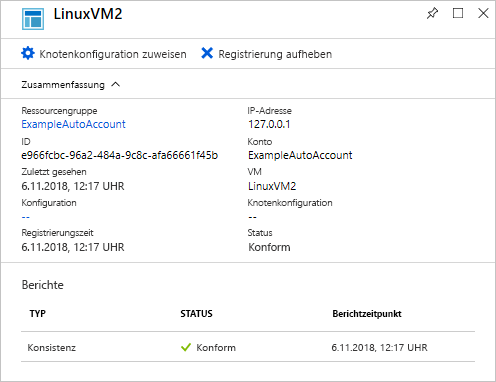 LinuxVM2
Knotenkonfiguration zuweisen Registrierung aufheben
Zusammenfassung
Ressourcengruppe IP-Adresse
ExampleAutoAccount 127.0.0.1
ID Konto
e966fcbc-96a2-484a-9c8c-afa66661f45b ExampleAutoAccount
Zuletzt gesehen VM
6.11.2018, 12:17 UHR LinuxVM2
Konfiguration Knotenkonfiguration
-- --
Registrierungszeit Status
6.11.2018, 12:17 UHR Konform
Berichte
TYP STATUS Berichtzeitpunkt
Konsistenz Konform 6.11.2018, 12:17 UHR